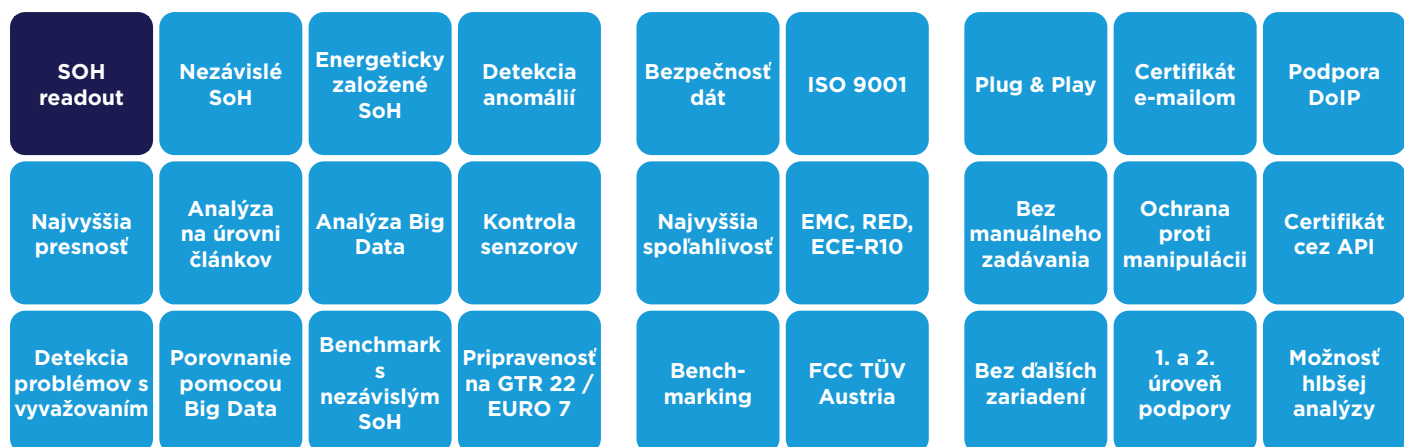 SOH
readout
Nezávislé
SoH
Energeticky
založené
SoH
Detekcia
anomálií
Bezpečnosť
dát
ISO 9001
Plug & Play
Certifikát
e-mailom
Podpora
DoIP
Najvyššia
presnosť
Analýza
na úrovni
článkov
Analýza Big
Data
Kontrola
senzorov
Najvyššia
spoľahlivosť
EMC, RED,
ECE-R10
Bez
manuálneho
zadávania
Ochrana
proti
manipulácii
Certifikát
cez API
Detekcia
problémov s
vyvažovaním
Porovnanie
pomocou
Big Data
Benchmark
s
nezávislým
SoH
Pripravenosť
na GTR 22 /
EURO 7
Bench-
marking
FCC TÜV
Austria
Bez ďalších
zariadení
1. a 2.
úroveň
podpory
Možnosť
hlbšej
analýzy